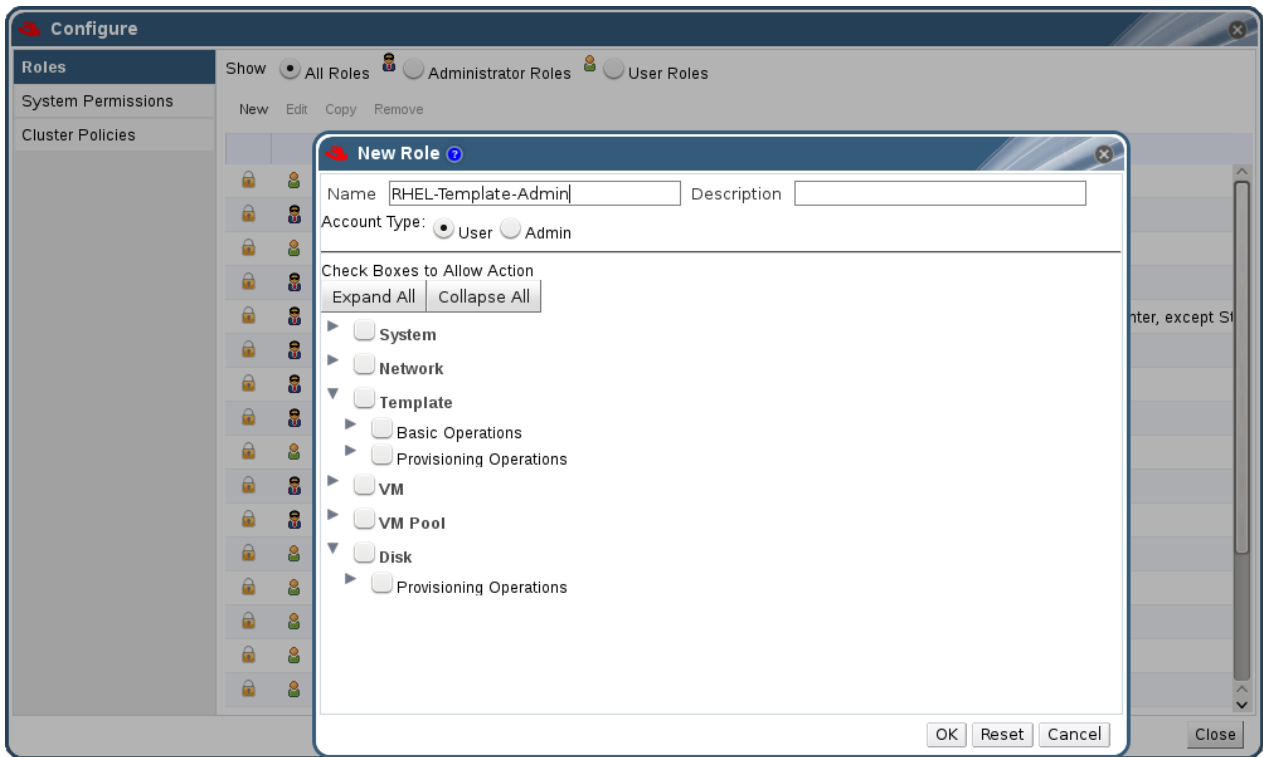 Configure
Roles
System Permissions
Cluster Policies
Show All Roles Administrator Roles User Roles
New Edit Copy Remove
New Role ?
Name RHEL-Template-Admin Description
Account Type: User Admin
Check Boxes to Allow Action
Expand All Collapse All
System
Network
Template
Basic Operations
Provisioning Operations
VM
VM Pool
Disk
Provisioning Operations
nter, except St
OK Reset Cancel
Close